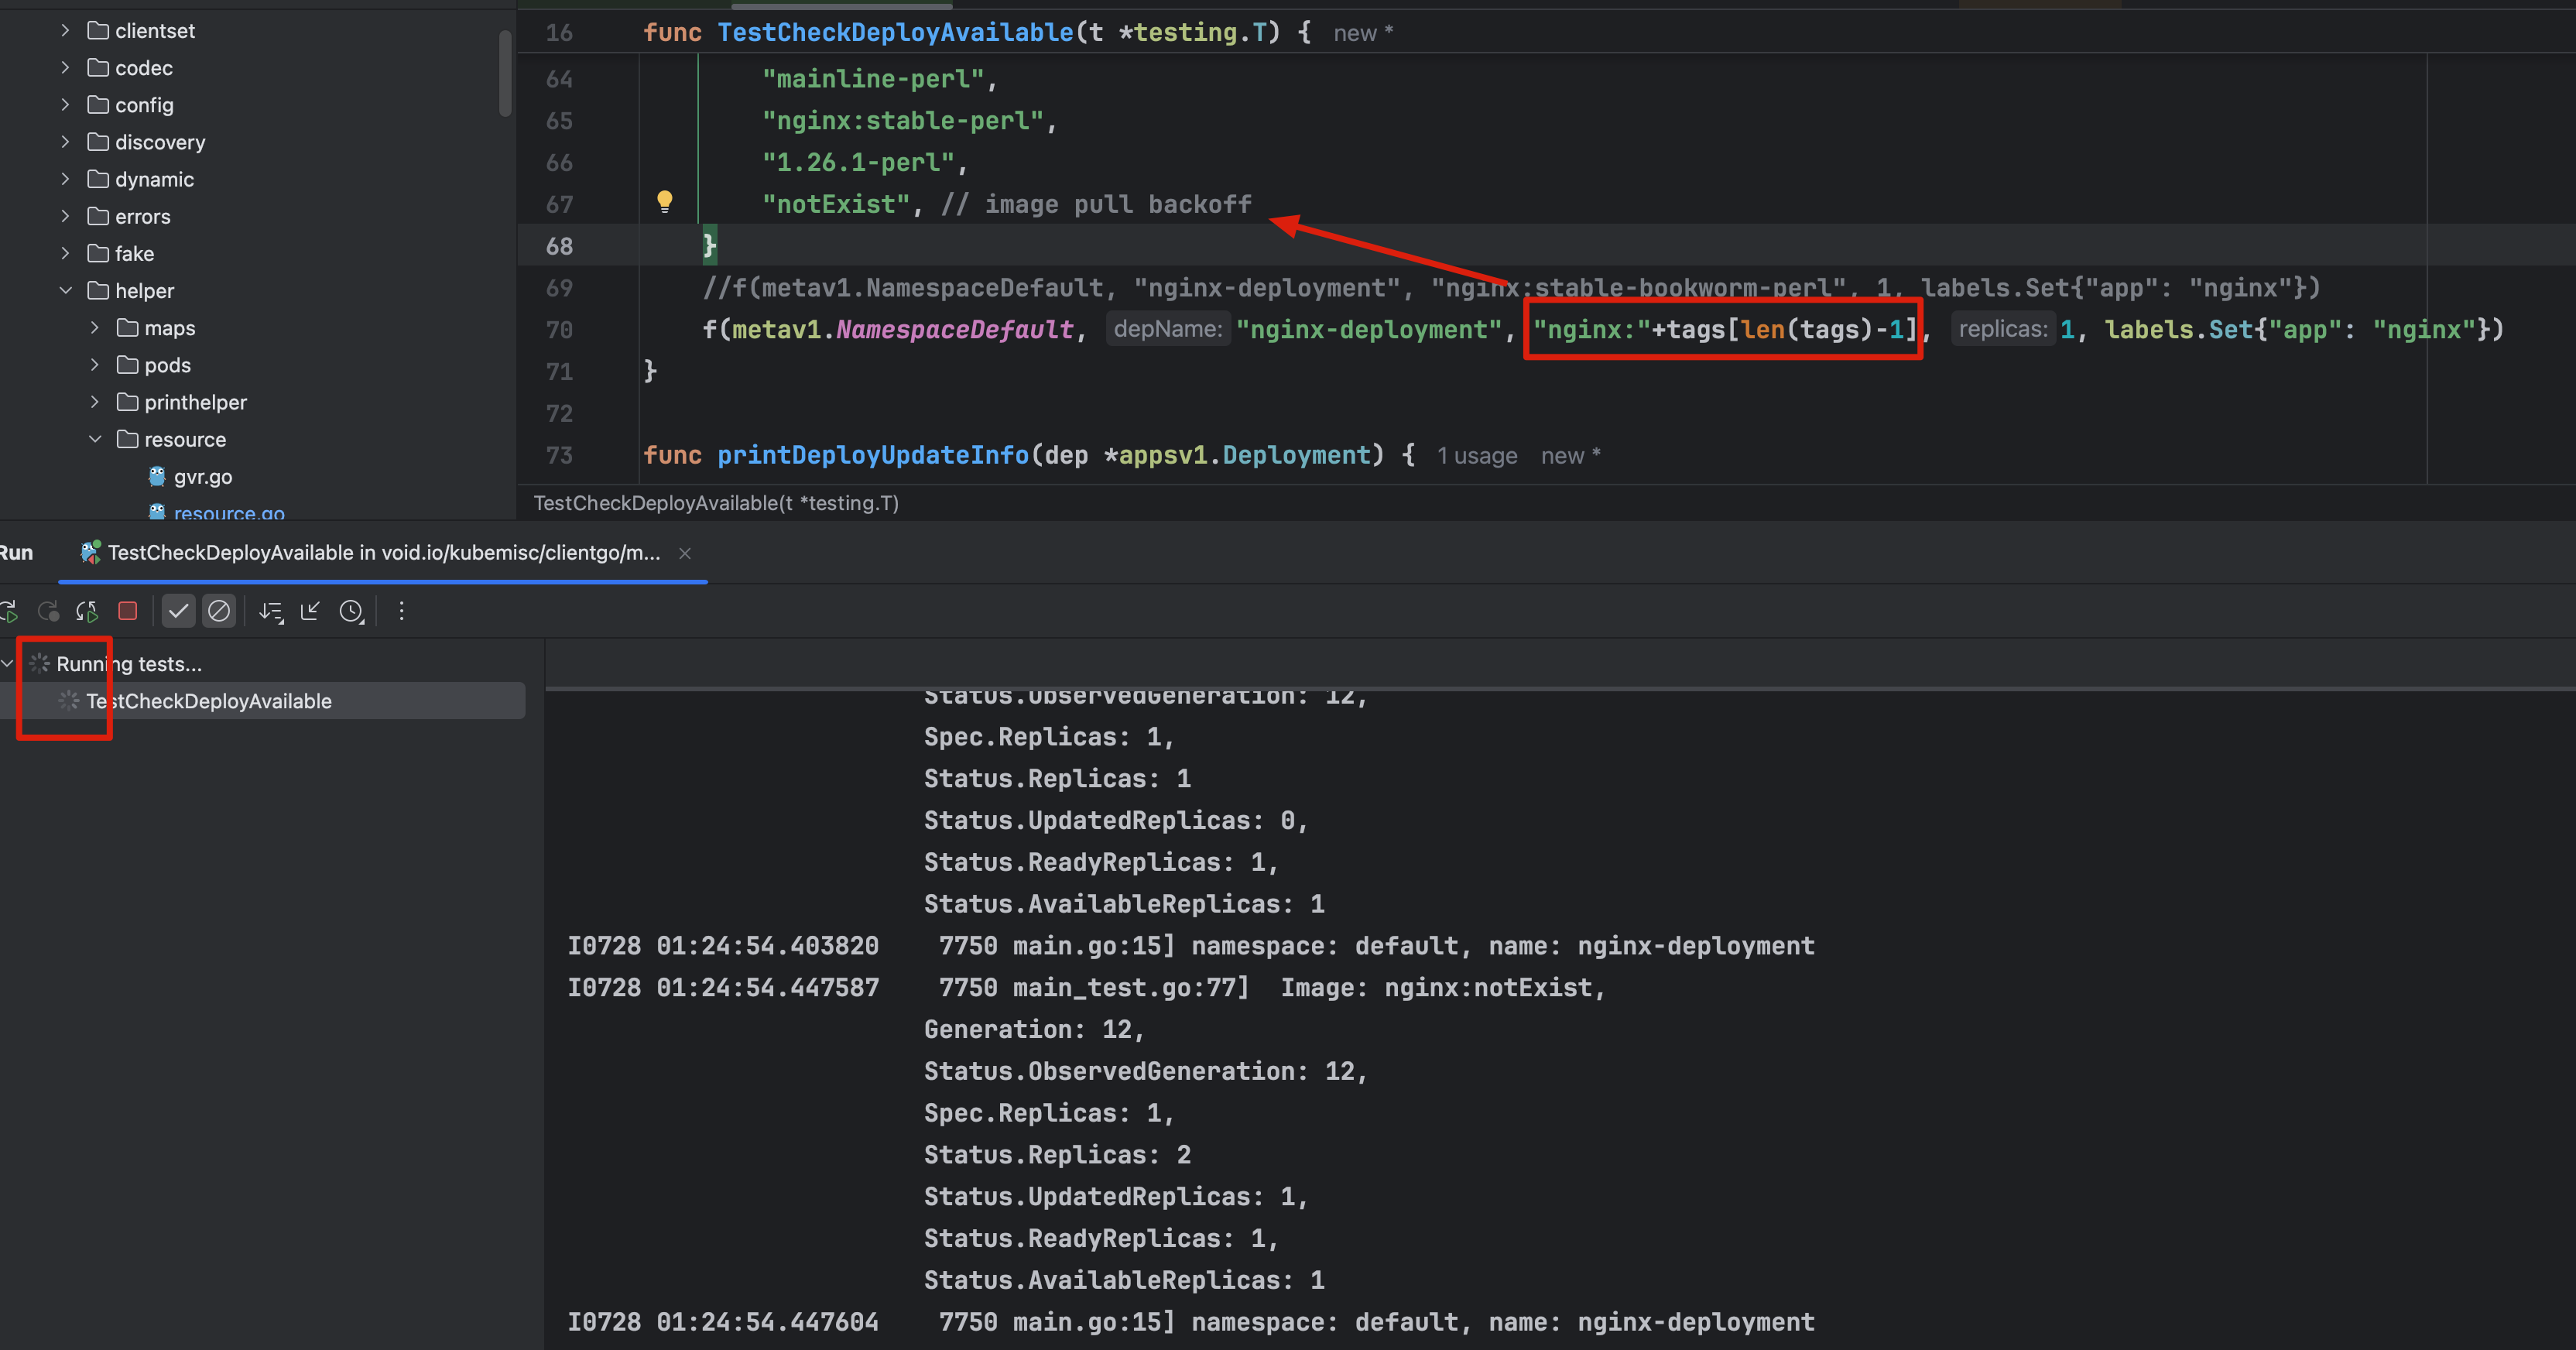 clientset
codec
config
discovery
dynamic
errors
fake
helper
maps
pods
printhelper
resource
gvr.go
resource.go
16 func TestCheckDeployAvailable(t *testing.T) { new *
64 "mainline-perl",
65 "nginx:stable-perl",
66 "1.26.1-perl",
67 "notExist", // image pull backoff
68 }
69 //f(metav1.NamespaceDefault, "nginx-deployment", "nginx:stable-bookworm-perl", 1, labels.Set{"app": "nginx"})
70 f(metav1.NamespaceDefault, depName: "nginx-deployment", "nginx:"+tags[len(tags)-1], replicas: 1, labels.Set{"app": "nginx"})
71 }
72
73 func printDeployUpdateInfo(dep *appsv1.Deployment) { 1 usage new *
TestCheckDeployAvailable(t *testing.T)
Run TestCheckDeployAvailable in void.io/kubemisc/clientgo/m...
Running tests...
TestCheckDeployAvailable
Status.ObservedGeneration: 12,
Spec.Replicas: 1,
Status.Replicas: 1
Status.UpdatedReplicas: 0,
Status.ReadyReplicas: 1,
Status.AvailableReplicas: 1
I0728 01:24:54.403820 7750 main.go:15] namespace: default, name: nginx-deployment
I0728 01:24:54.447587 7750 main_test.go:77] Image: nginx:notExist,
Generation: 12,
Status.ObservedGeneration: 12,
Spec.Replicas: 1,
Status.Replicas: 2
Status.UpdatedReplicas: 1,
Status.ReadyReplicas: 1,
Status.AvailableReplicas: 1
I0728 01:24:54.447604 7750 main.go:15] namespace: default, name: nginx-deployment